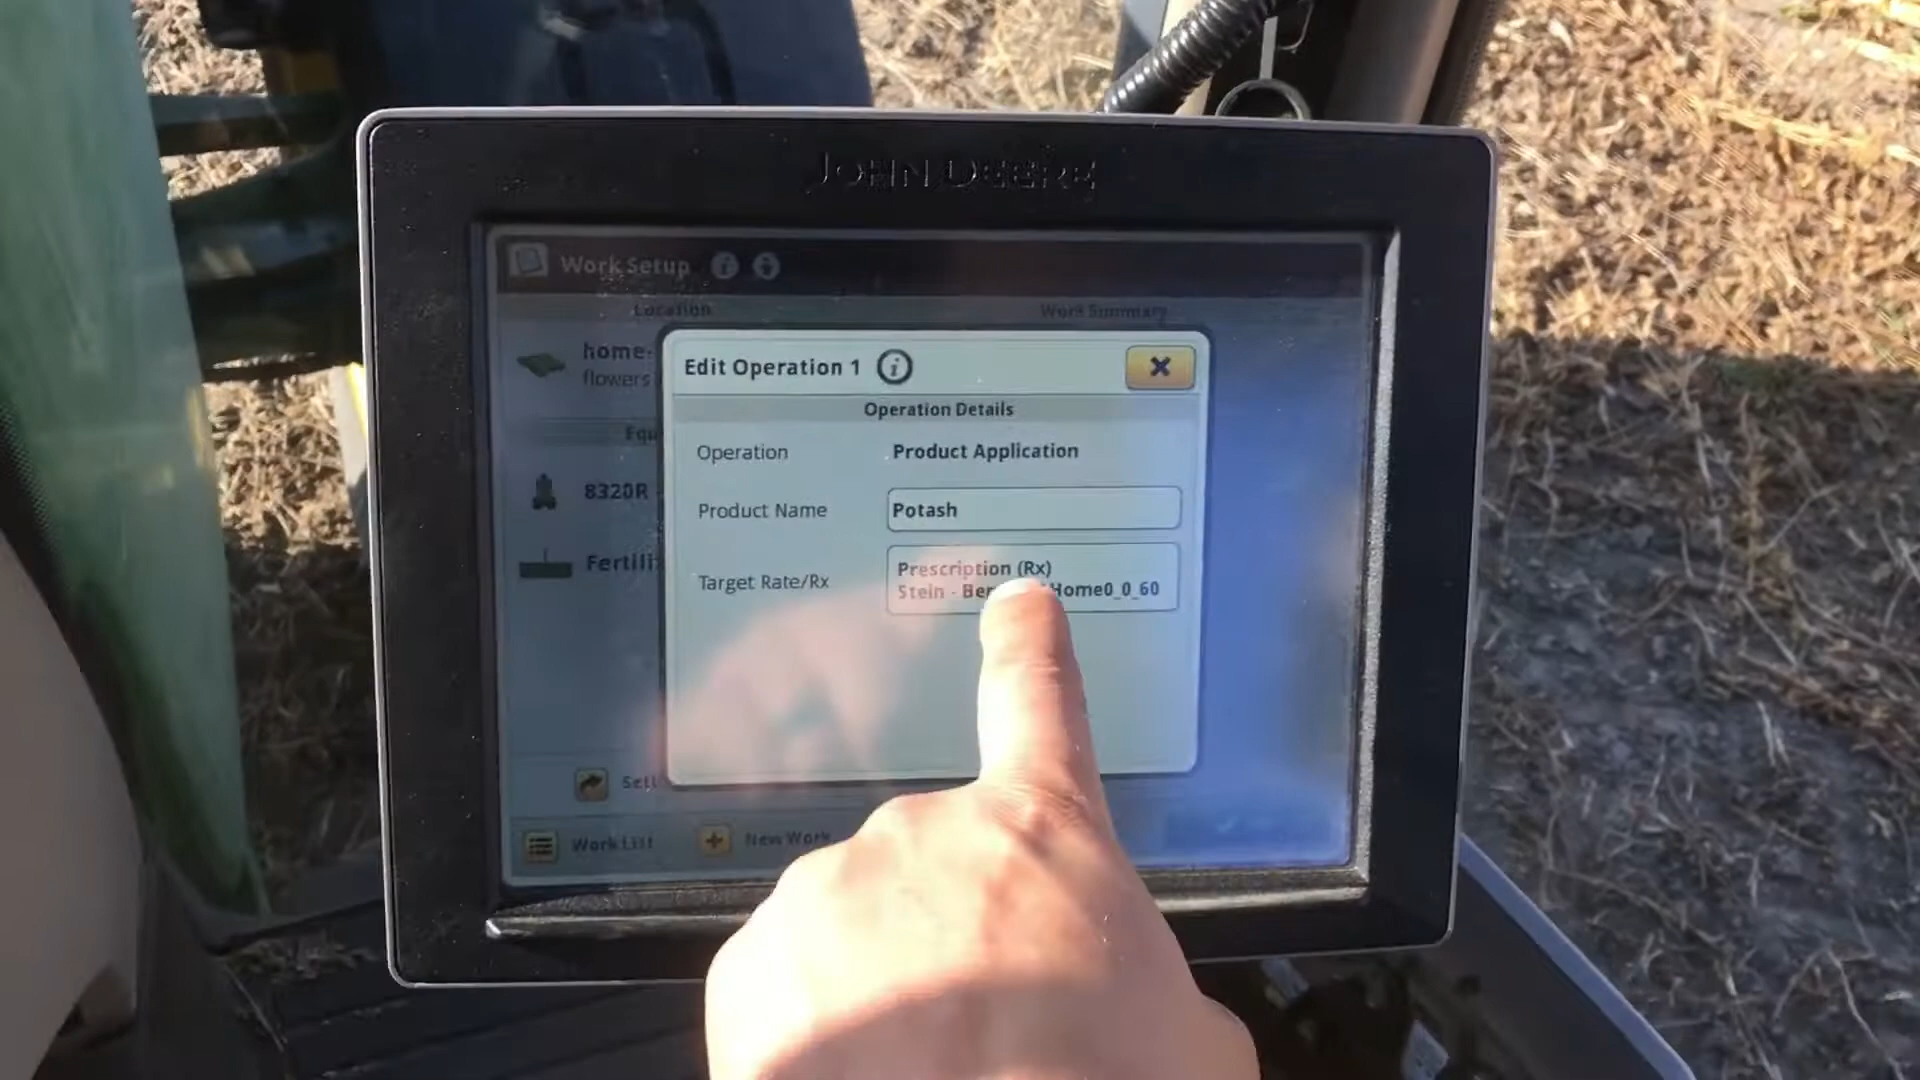 JOHN DEERE
Work Setup
Location
Work Summary
home-
flowers
Equ
8320R -
Fertili
Edit Operation 1
Operation Details
Operation
Product Application
Product Name
Potash
Target Rate/Rx
Prescription (Rx)
Stein - Ber Home0_0_60
Work List
New Work